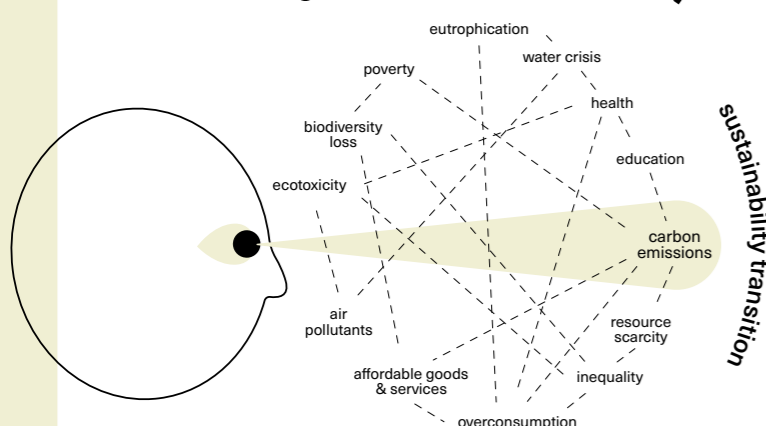 eutrophication
water crisis
poverty
health
biodiversity
loss
education
ecotoxicity
carbon
emissions
air
pollutants
resource
scarcity
affordable goods
& services
inequality
overconsumption
sustainability transition